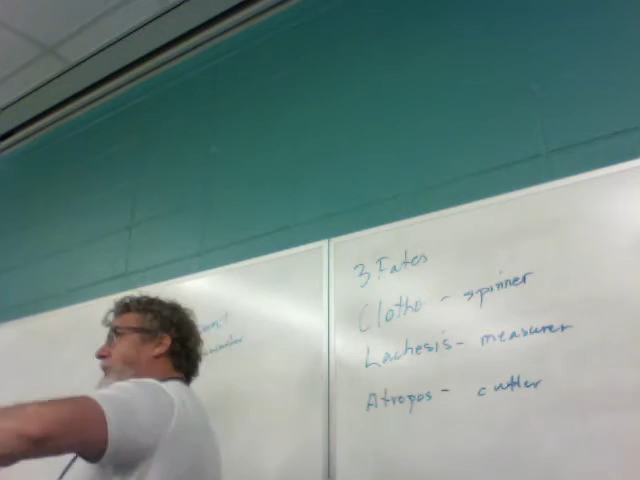 3 Fates
Clotho - spinner
Lachesis - measurer
Atropos - cutter